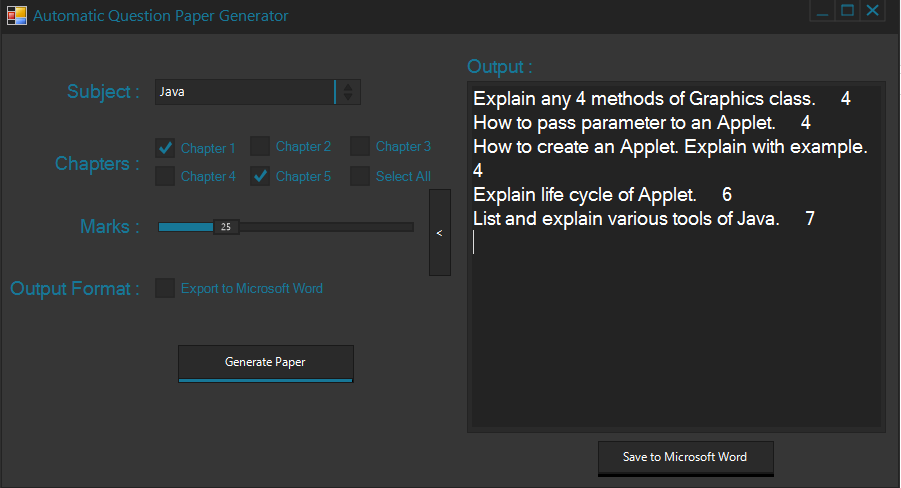 Automatic Question Paper Generator
Subject :
Java
Chapters :
Chapter 1
Chapter 2
Chapter 3
Chapter 4
Chapter 5
Select All
Marks :
25
<
Output Format :
Export to Microsoft Word
Generate Paper
Output :
Explain any 4 methods of Graphics class. 4
How to pass parameter to an Applet. 4
How to create an Applet. Explain with example.
4
Explain life cycle of Applet. 6
List and explain various tools of Java. 7
Save to Microsoft Word